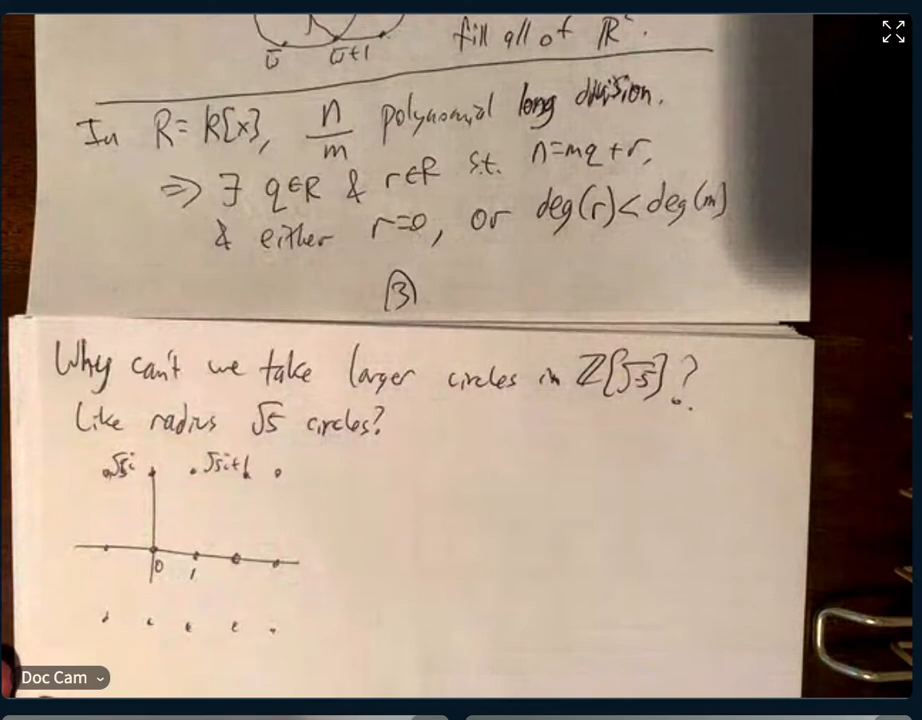 ω̄ ω̄+1 fill all of ℝ².
In R = k[x], n/m polynomial long division.
⇒ ∃ q∈R & r∈R s.t. n=mq+r,
& either r=0, or deg(r)<deg(m)
③
Why can't we take larger circles in ℤ[√-5]?
Like radius √5 circles?
√5i √5i+1
0 1
Doc Cam